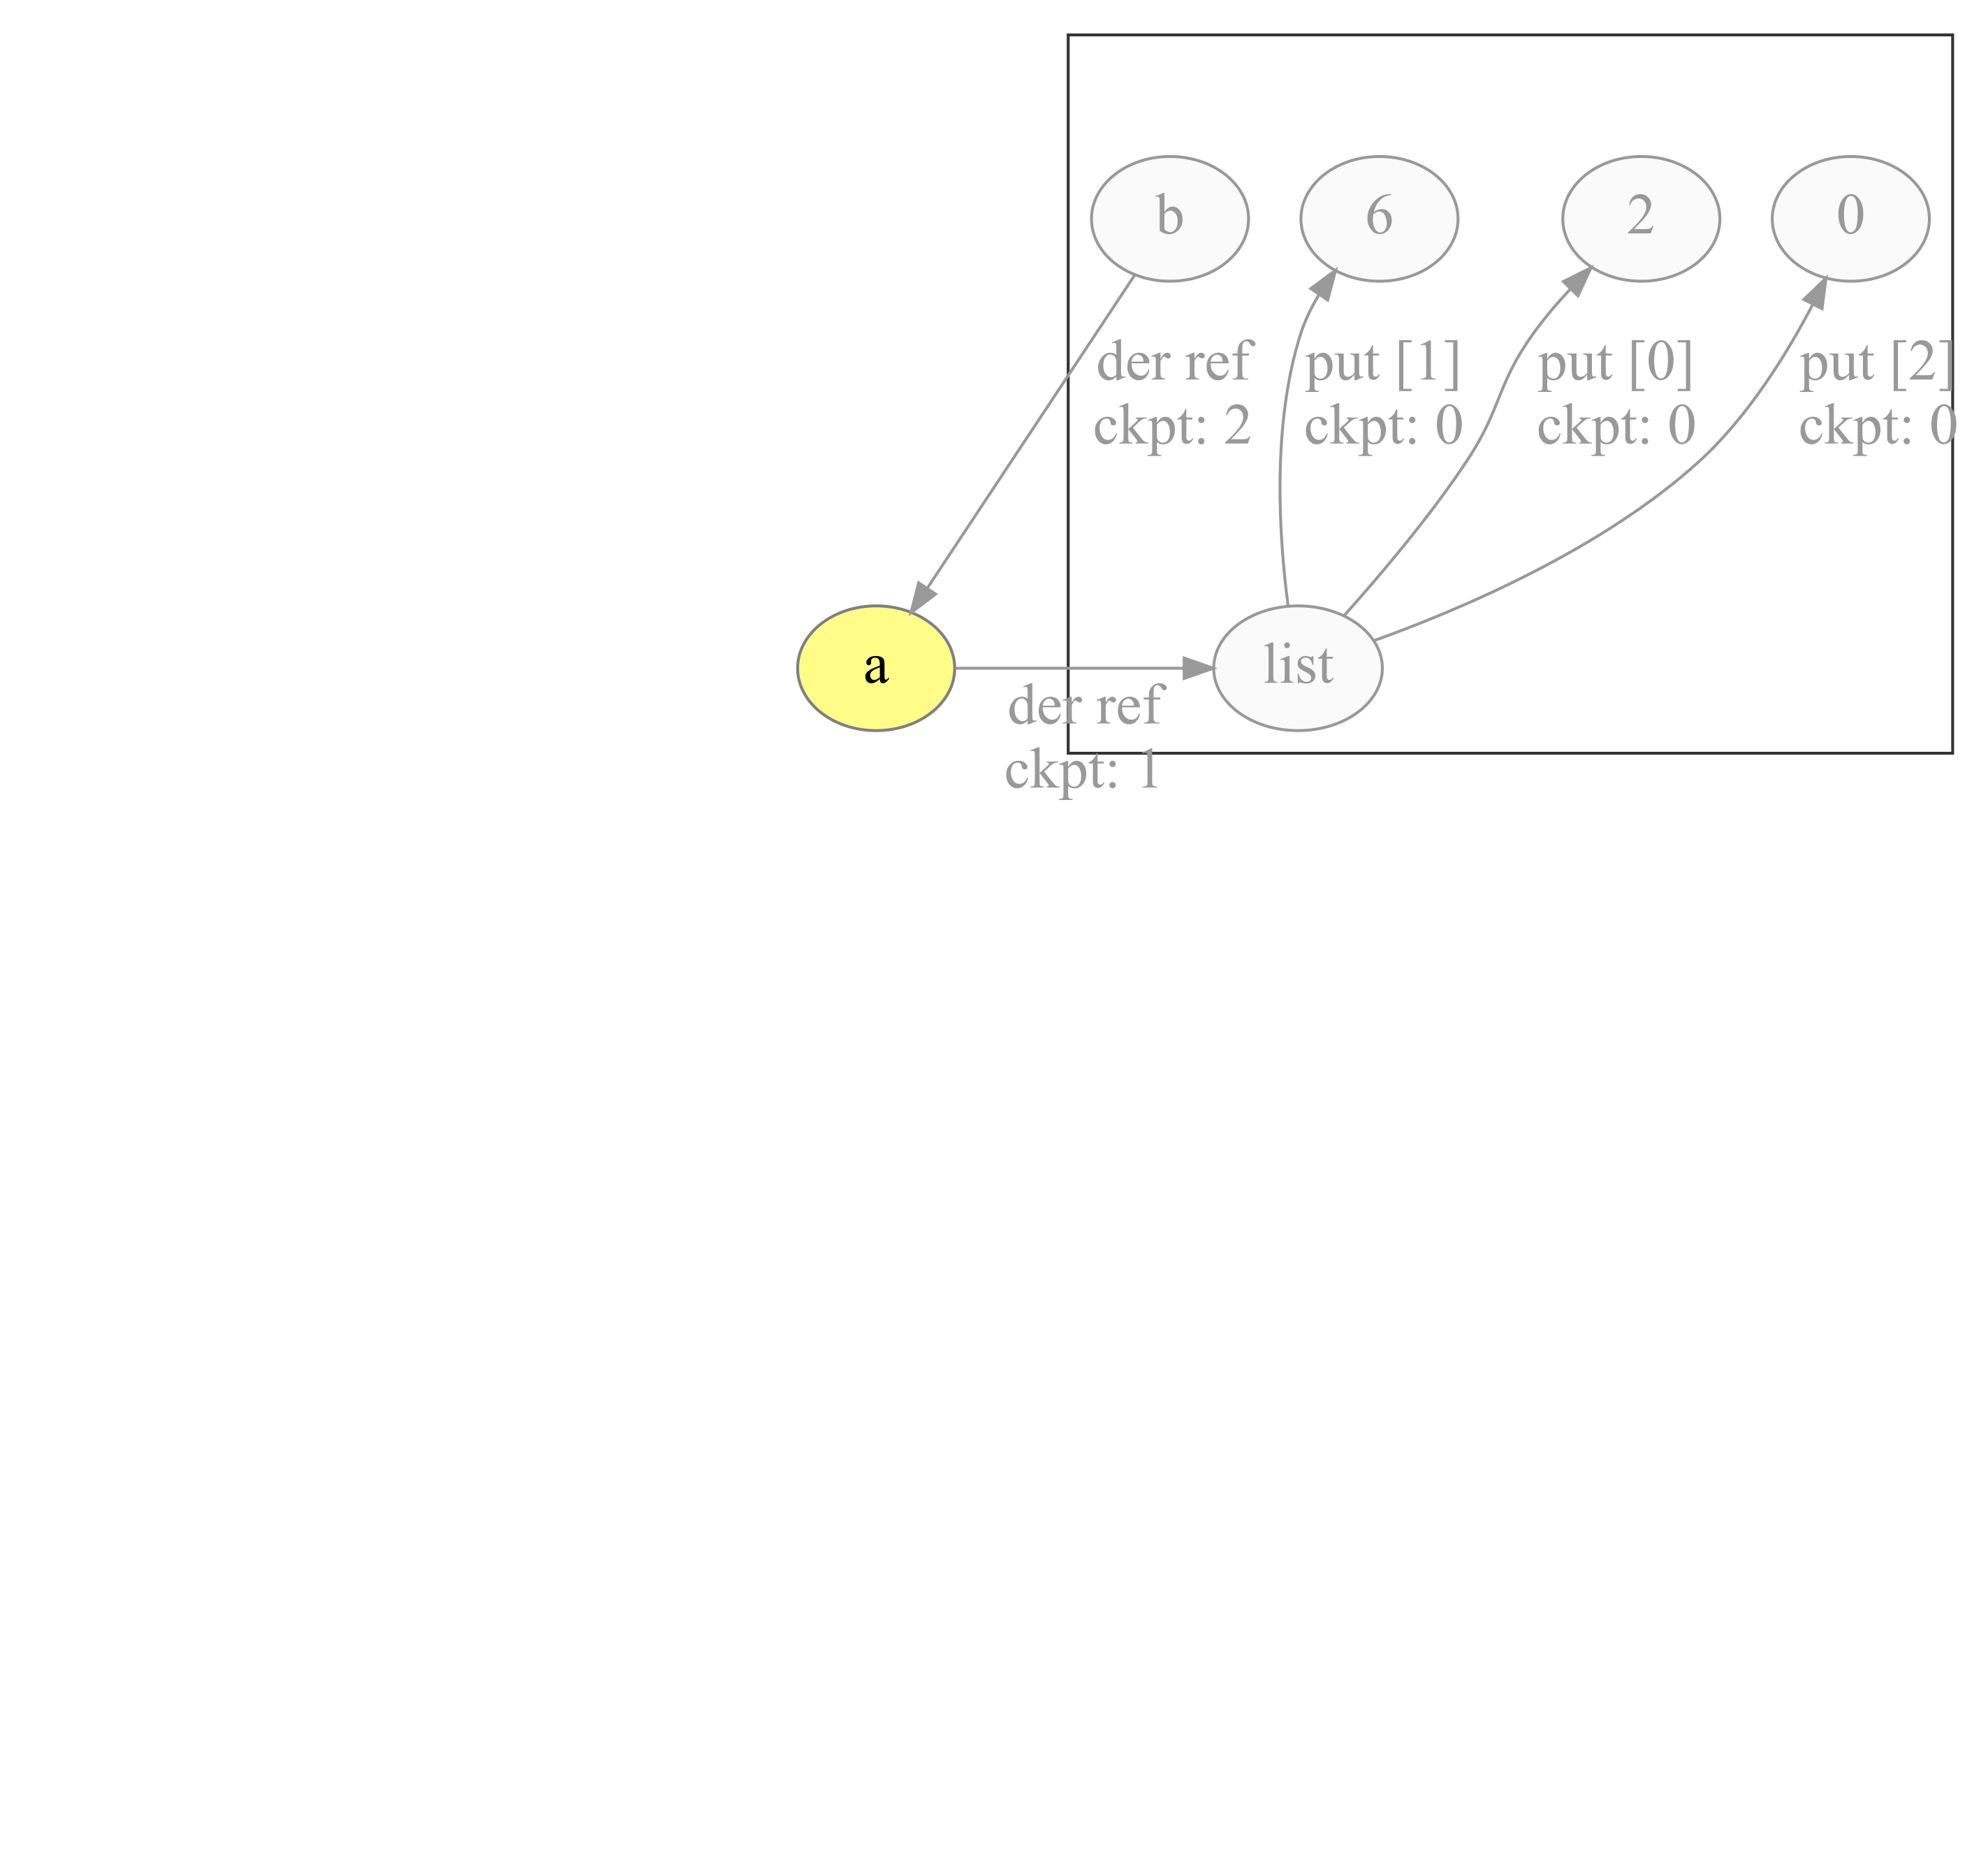 b
6
2
0
der ref
ckpt: 2
put [1]
ckpt: 0
put [0]
ckpt: 0
put [2]
ckpt: 0
a
list
der ref
ckpt: 1